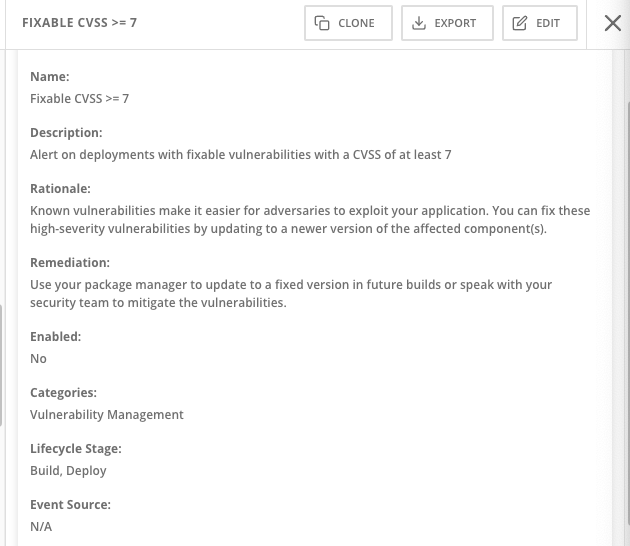 FIXABLE CVSS >= 7
CLONE
EXPORT
EDIT
Name:
Fixable CVSS >= 7
Description:
Alert on deployments with fixable vulnerabilities with a CVSS of at least 7
Rationale:
Known vulnerabilities make it easier for adversaries to exploit your application. You can fix these
high-severity vulnerabilities by updating to a newer version of the affected component(s).
Remediation:
Use your package manager to update to a fixed version in future builds or speak with your
security team to mitigate the vulnerabilities.
Enabled:
No
Categories:
Vulnerability Management
Lifecycle Stage:
Build, Deploy
Event Source:
N/A